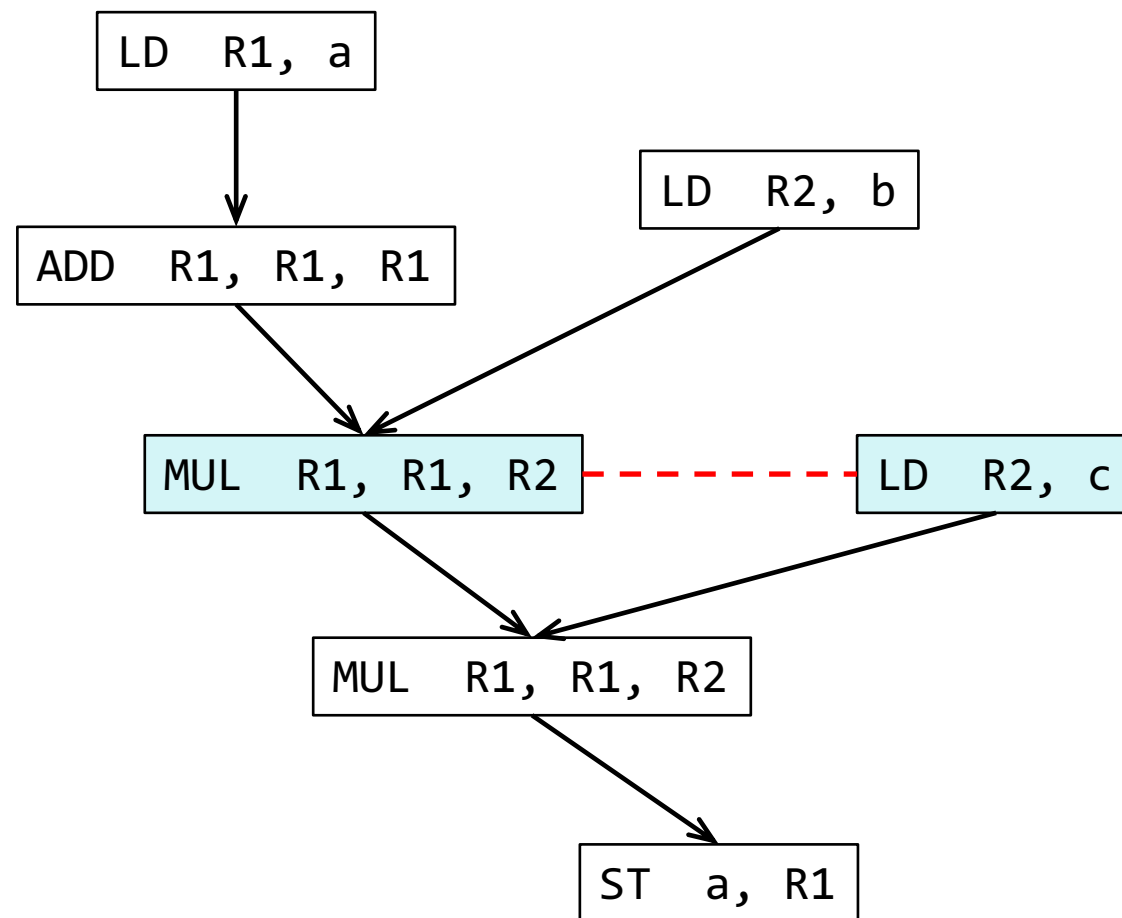 LD R1, a
LD R2, b
ADD R1, R1, R1
MUL R1, R1, R2
LD R2, c
MUL R1, R1, R2
ST a, R1